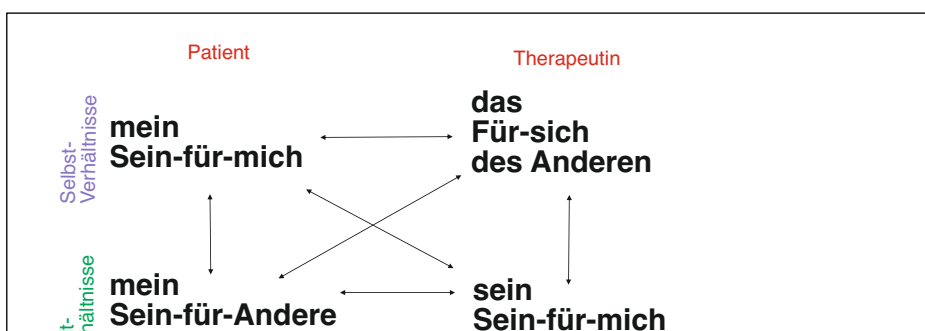 Patient
Therapeutin
Selbst-
Verhältnisse
mein
Sein-für-mich
das
Für-sich
des Anderen
mein
Sein-für-Andere
sein
Sein-für-mich